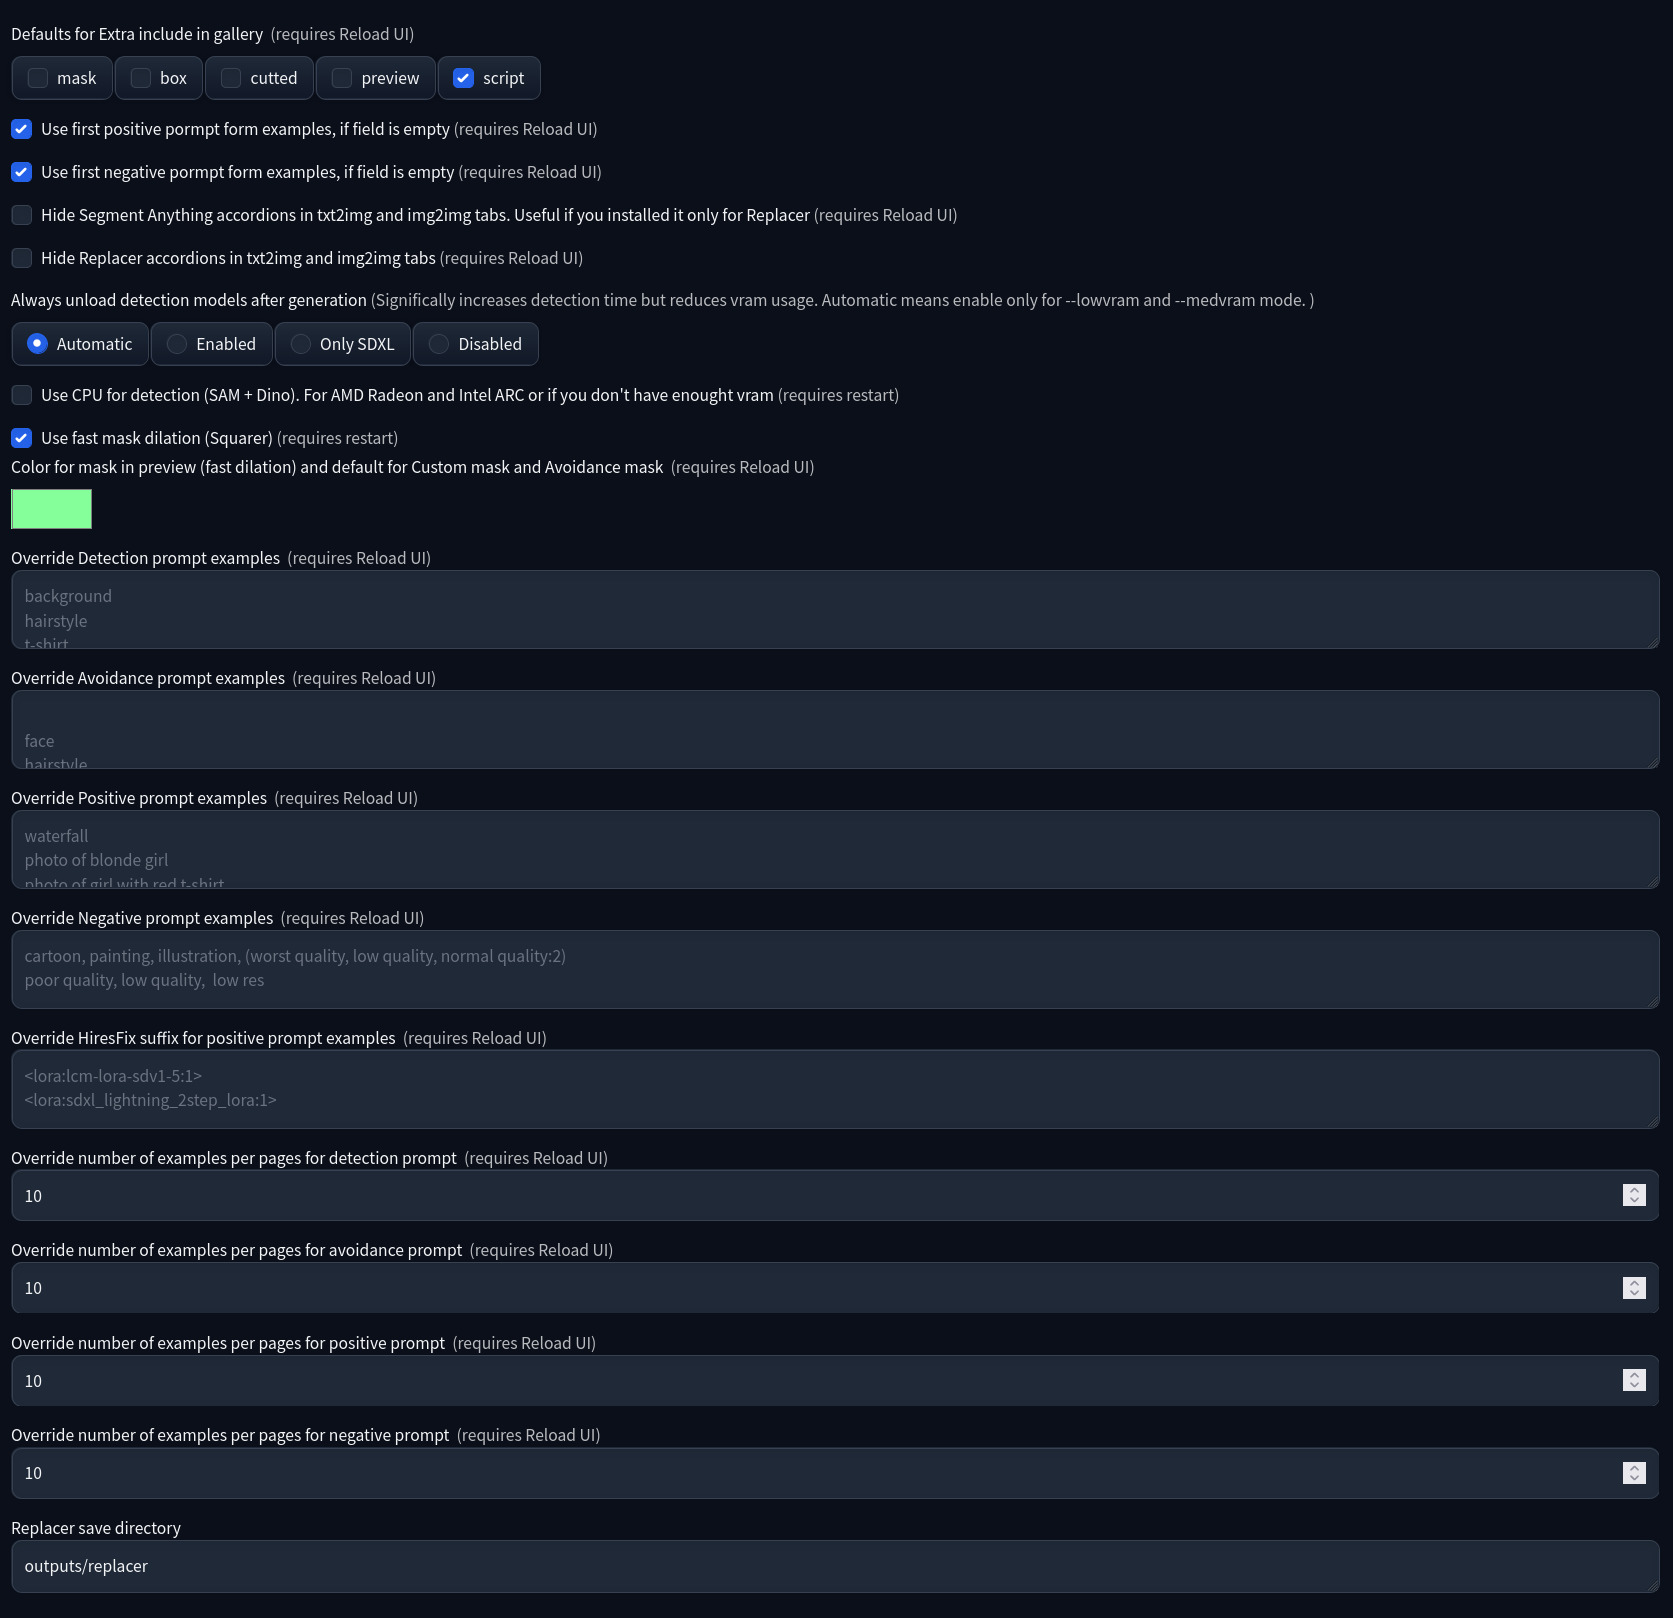 Defaults for Extra include in gallery (requires Reload UI)
mask box cutted preview script
Use first positive pormpt form examples, if field is empty (requires Reload UI)
Use first negative pormpt form examples, if field is empty (requires Reload UI)
Hide Segment Anything accordions in txt2img and img2img tabs. Useful if you installed it only for Replacer (requires Reload UI)
Hide Replacer accordions in txt2img and img2img tabs (requires Reload UI)
Always unload detection models after generation (Significally increases detection time but reduces vram usage. Automatic means enable only for --lowvram and --medvram mode. )
Automatic Enabled Only SDXL Disabled
Use CPU for detection (SAM + Dino). For AMD Radeon and Intel ARC or if you don't have enought vram (requires restart)
Use fast mask dilation (Squarer) (requires restart)
Color for mask in preview (fast dilation) and default for Custom mask and Avoidance mask (requires Reload UI)
Override Detection prompt examples (requires Reload UI)
background
hairstyle
t-shirt
Override Avoidance prompt examples (requires Reload UI)
face
hairstyle
Override Positive prompt examples (requires Reload UI)
waterfall
photo of blonde girl
photo of girl with red t-shirt
Override Negative prompt examples (requires Reload UI)
cartoon, painting, illustration, (worst quality, low quality, normal quality:2)
poor quality, low quality,  low res
Override HiresFix suffix for positive prompt examples (requires Reload UI)
<lora:lcm-lora-sdv1-5:1>
<lora:sdxl_lightning_2step_lora:1>
Override number of examples per pages for detection prompt (requires Reload UI)
10
Override number of examples per pages for avoidance prompt (requires Reload UI)
10
Override number of examples per pages for positive prompt (requires Reload UI)
10
Override number of examples per pages for negative prompt (requires Reload UI)
10
Replacer save directory
outputs/replacer